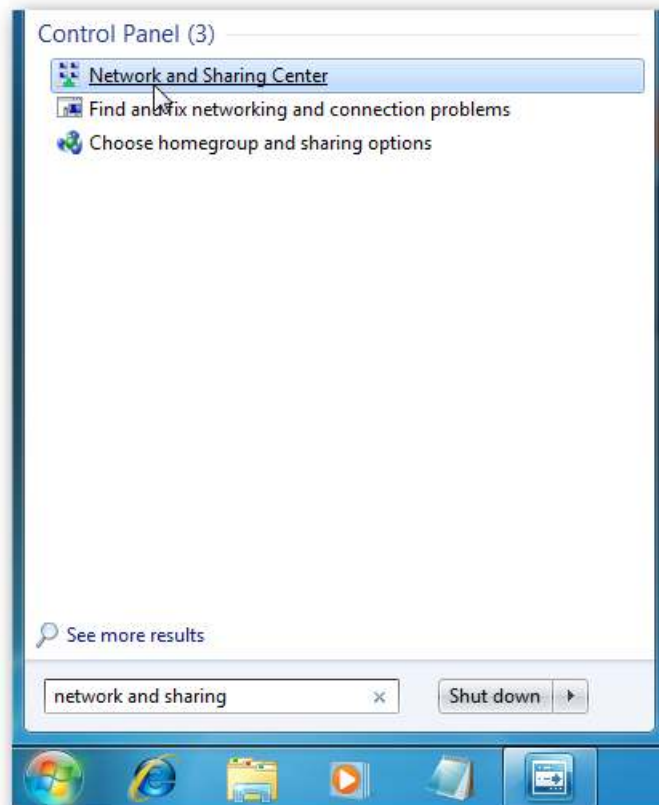 Control Panel (3)
Network and Sharing Center
Find and fix networking and connection problems
Choose homegroup and sharing options
See more results
network and sharing
Shut down